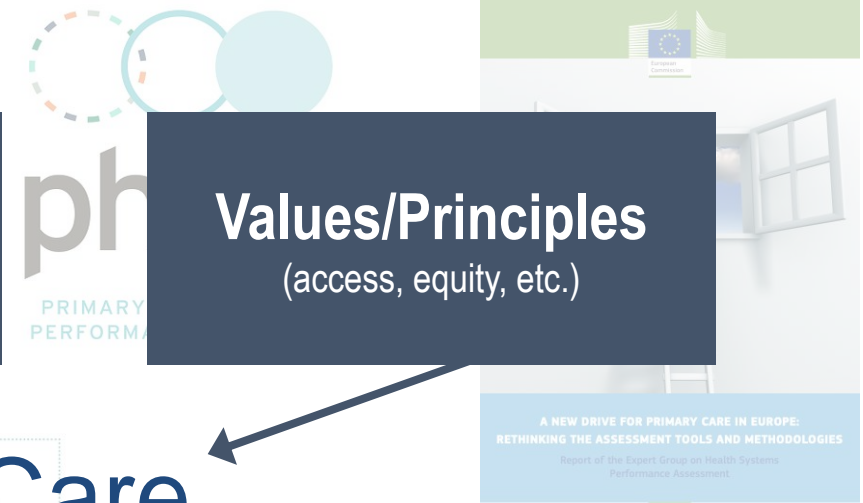 European
Commission
ph
Values/Principles
(access, equity, etc.)
PRIMARY
PERFORMA
A NEW DRIVE FOR PRIMARY CARE IN EUROPE:
RETHINKING THE ASSESSMENT TOOLS AND METHODOLOGIES
Report of the Expert Group on Health Systems
Performance Assessment
Care